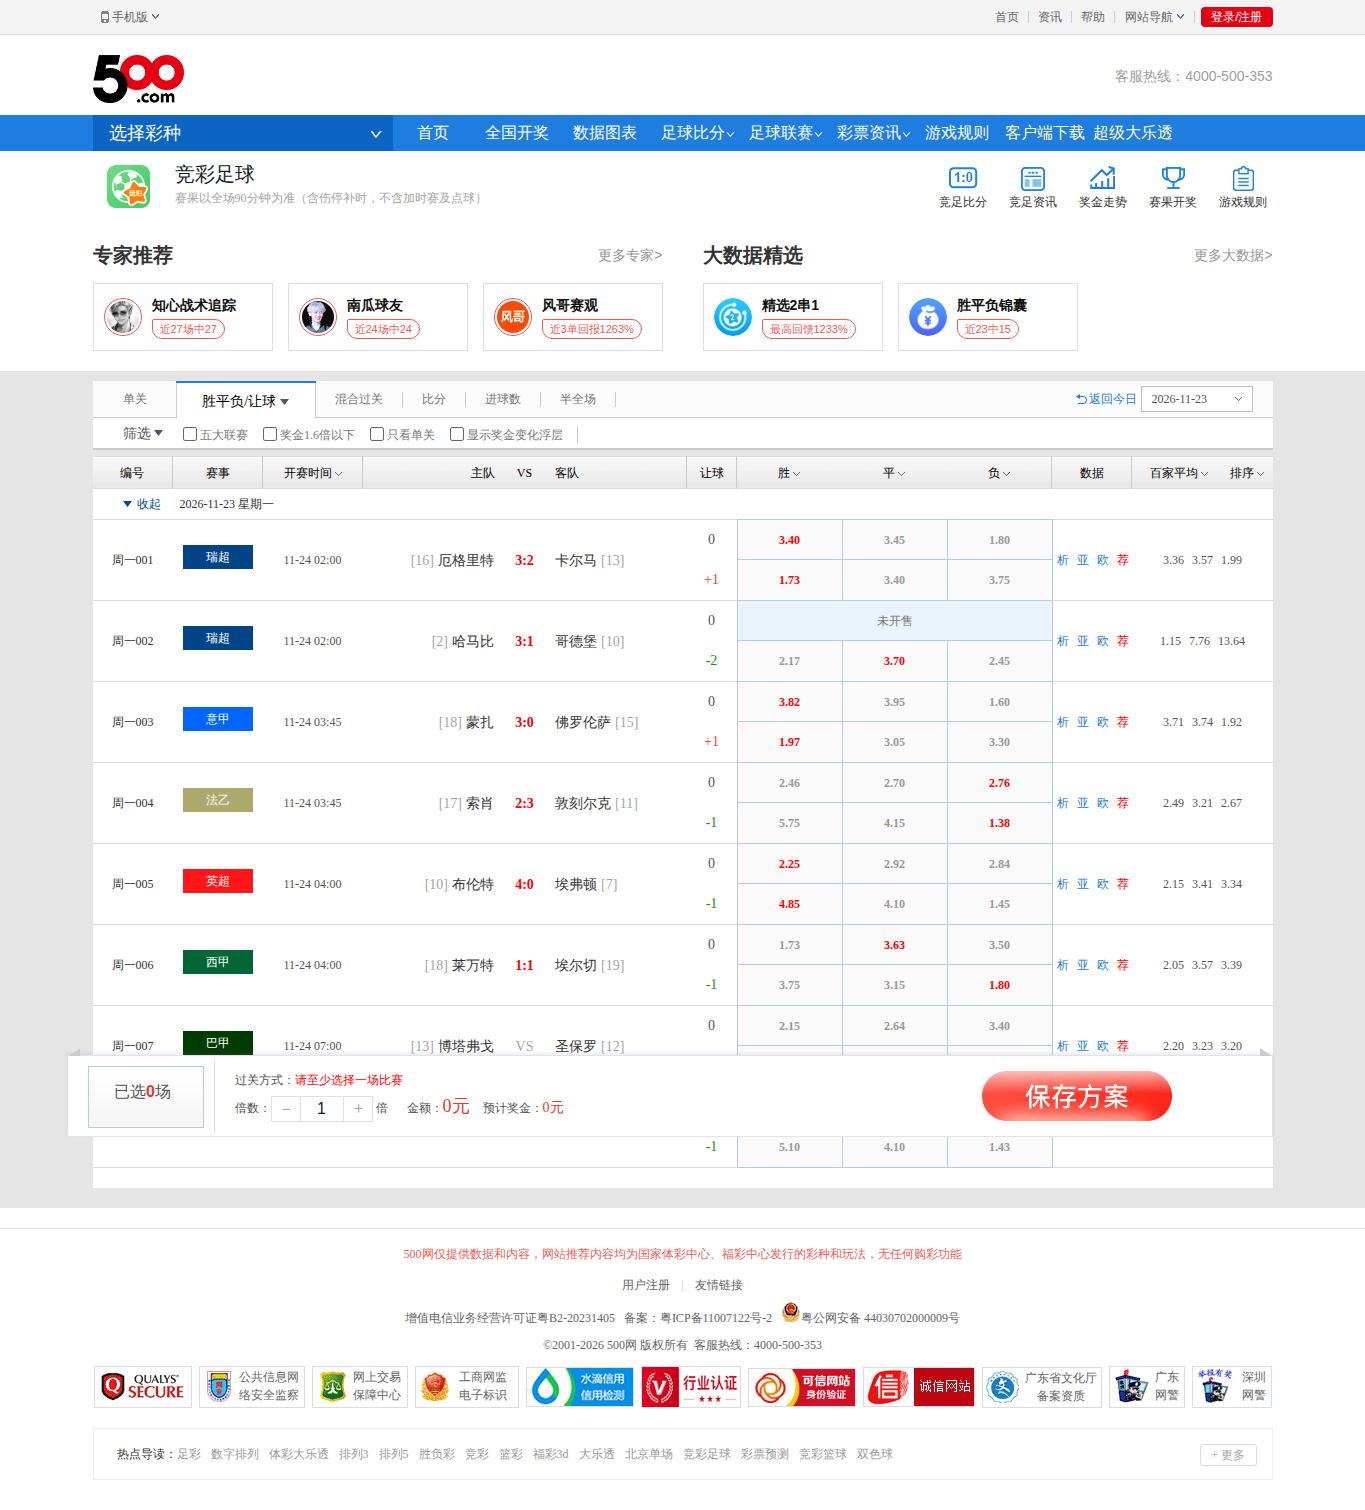 手机版 首页 资讯 帮助 网站导航 登录/注册
500.com 客服热线：4000-500-353
选择彩种 首页 全国开奖 数据图表 足球比分 足球联赛 彩票资讯 游戏规则 客户端下载 超级大乐透
竞彩足球
赛果以全场90分钟为准（含伤停补时，不含加时赛及点球）
1:0
竞足比分 竞足资讯 奖金走势 赛果开奖 游戏规则
专家推荐 更多专家> 大数据精选 更多大数据>
知心战术追踪 南瓜球友 风哥 风哥赛观 精选2串1 胜平负锦囊
近27场中27 近24场中24 近3单回报1263% 最高回馈1233% 近23中15
单关 胜平负/让球 混合过关 比分 进球数 半全场 返回今日 2026-11-23
筛选 五大联赛 奖金1.6倍以下 只看单关 显示奖金变化浮层
编号 赛事 开赛时间 主队 VS 客队 让球 胜 平 负 数据 百家平均 排序
收起 2026-11-23 星期一
0 3.40 3.45 1.80
周一001 瑞超 11-24 02:00 [16] 厄格里特 3:2 卡尔马 [13] 析 亚 欧 荐 3.36 3.57 1.99
+1 1.73 3.40 3.75
0 未开售
周一002 瑞超 11-24 02:00 [2] 哈马比 3:1 哥德堡 [10] 析 亚 欧 荐 1.15 7.76 13.64
-2 2.17 3.70 2.45
0 3.82 3.95 1.60
周一003 意甲 11-24 03:45 [18] 蒙扎 3:0 佛罗伦萨 [15] 析 亚 欧 荐 3.71 3.74 1.92
+1 1.97 3.05 3.30
0 2.46 2.70 2.76
周一004 法乙 11-24 03:45 [17] 索肖 2:3 敦刻尔克 [11] 析 亚 欧 荐 2.49 3.21 2.67
-1 5.75 4.15 1.38
0 2.25 2.92 2.84
周一005 英超 11-24 04:00 [10] 布伦特 4:0 埃弗顿 [7] 析 亚 欧 荐 2.15 3.41 3.34
-1 4.85 4.10 1.45
0 1.73 3.63 3.50
周一006 西甲 11-24 04:00 [18] 莱万特 1:1 埃尔切 [19] 析 亚 欧 荐 2.05 3.57 3.39
-1 3.75 3.15 1.80
0 2.15 2.64 3.40
周一007 巴甲 11-24 07:00 [13] 博塔弗戈 VS 圣保罗 [12] 析 亚 欧 荐 2.20 3.23 3.20
已选0场 过关方式：请至少选择一场比赛
倍数： － 1 ＋ 倍 金额：0元 预计奖金：0元 保存方案
-1 5.10 4.10 1.43
500网仅提供数据和内容，网站推荐内容均为国家体彩中心、福彩中心发行的彩种和玩法，无任何购彩功能
用户注册 | 友情链接
增值电信业务经营许可证粤B2-20231405 备案：粤ICP备11007122号-2 粤公网安备 44030702000009号
©2001-2026 500网 版权所有 客服热线：4000-500-353
QUALYS® SECURE
公共信息网 络安全监察
网上交易 保障中心
工商网监 电子标识
水滴信用 信用检测
行业认证
可信网站 身份验证
信 诚信网站
广东省文化厅 备案资质
广东 网警
举报有奖 深圳 网警
热点导读：足彩 数字排列 体彩大乐透 排列3 排列5 胜负彩 竞彩 篮彩 福彩3d 大乐透 北京单场 竞彩足球 彩票预测 竞彩篮球 双色球 + 更多